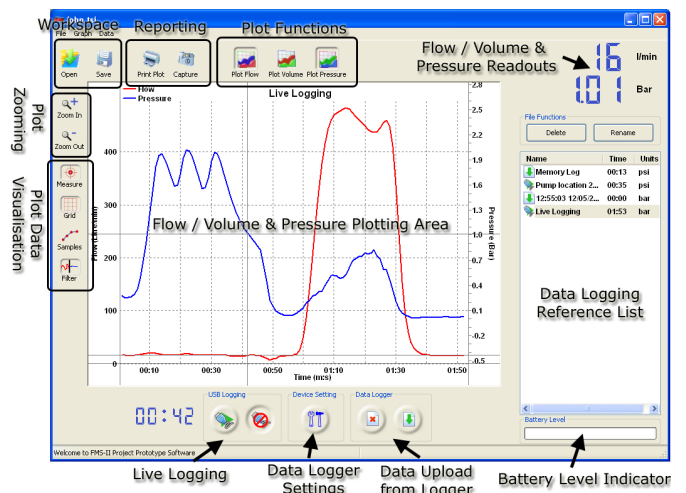 Workspace
Reporting
Plot Functions
File Graph Data
Open
Save
Print Plot
Capture
Plot Flow
Plot Volume
Plot Pressure
Flow / Volume &
Pressure Readouts
16 l/min
1.01 Bar
Plot
Zooming
Zoom In
Zoom Out
Plot Data
Visualisation
Measure
Grid
Samples
Filter
Flow
Pressure
Live Logging
400
300
200
100
0
Flow (Litre/min)
2.8
2.5
2.2
1.9
1.6
1.3
1.0
0.7
0.4
0.1
-0.2
-0.5
Pressure (Bar)
Flow / Volume & Pressure Plotting Area
00:10
00:30
00:50
01:10
01:30
01:50
Time (m:s)
File Functions
Delete
Rename
Name Time Units
Memory Log 00:13 psi
Pump location 2... 00:35 psi
12:55:03 12/05/2... 00:00 bar
Live Logging 01:53 bar
Data Logging
Reference List
00:42
USB Logging
Device Setting
Data Logger
Battery Level
Welcome to FMS-II Project Prototype Software
Live Logging
Data Logger
Settings
Data Upload
from Logger
Battery Level Indicator